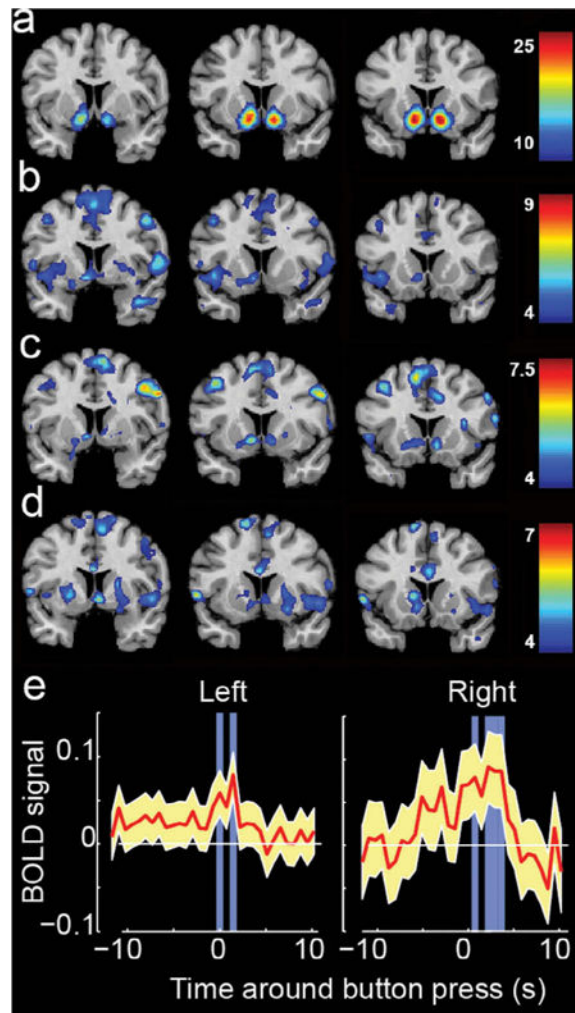 a
25
10
b
9
4
c
7.5
4
d
7
4
e
Left Right
BOLD signal
0.1
0
−0.1
−10 0 10 −10 0 10
Time around button press (s)